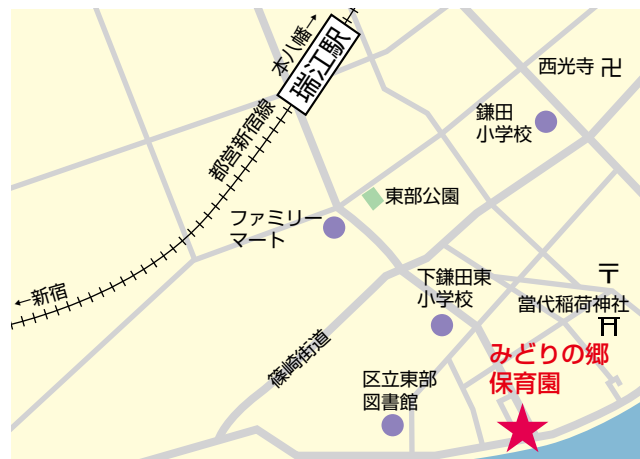 本八幡→
瑞江駅
都営新宿線
←新宿
西光寺 卍
鎌田
小学校
東部公園
ファミリー
マート
下鎌田東
小学校
〒
當代稲荷神社
篠崎街道
みどりの郷
保育園
区立東部
図書館